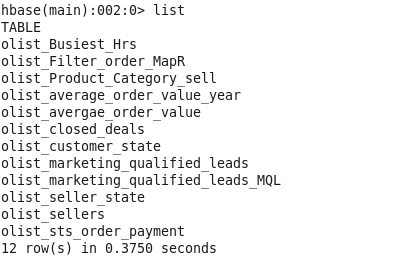 hbase(main):002:0> list
TABLE
olist_Busiest_Hrs
olist_Filter_order_MapR
olist_Product_Category_sell
olist_average_order_value_year
olist_avergae_order_value
olist_closed_deals
olist_customer_state
olist_marketing_qualified_leads
olist_marketing_qualified_leads_MQL
olist_seller_state
olist_sellers
olist_sts_order_payment
12 row(s) in 0.3750 seconds